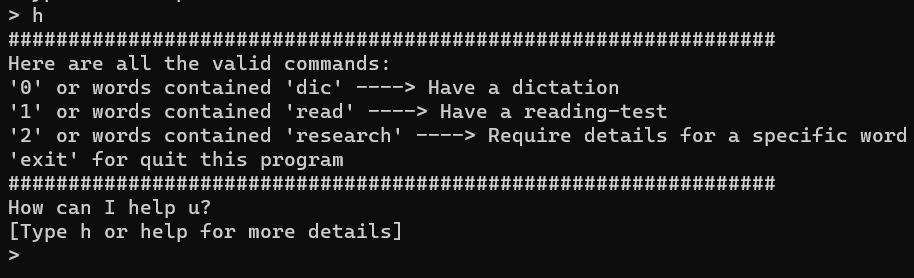 > h
################################################################
Here are all the valid commands:
'0' or words contained 'dic' ----> Have a dictation
'1' or words contained 'read' ----> Have a reading-test
'2' or words contained 'research' ----> Require details for a specific word
'exit' for quit this program
################################################################
How can I help u?
[Type h or help for more details]
>